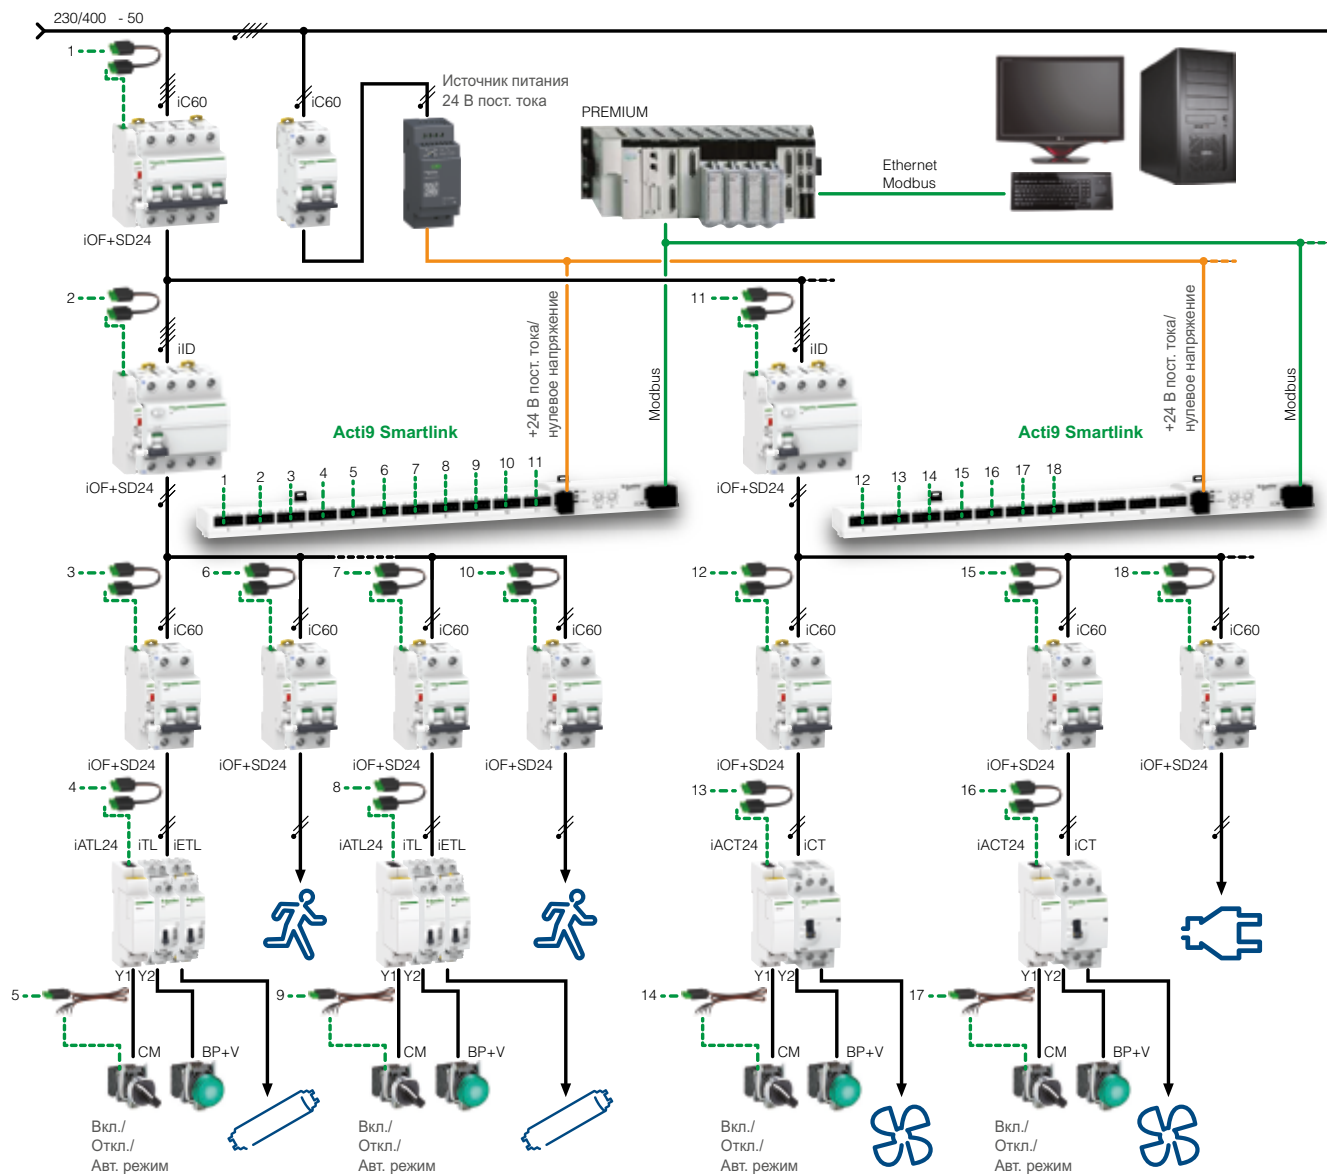 230/400 - 50
1
iC60
iC60
Источник питания
24 В пост. тока
PREMIUM
Ethernet
Modbus
iOF+SD24
2
11
iID
iID
+24 В пост. тока/
нулевое напряжение
Modbus
+24 В пост. тока/
нулевое напряжение
Modbus
Acti9 Smartlink
Acti9 Smartlink
iOF+SD24
iOF+SD24
1 2 3 4 5 6 7 8 9 10 11
12 13 14 15 16 17 18
3 6 7 10 12 15 18
iC60 iC60 iC60 iC60 iC60 iC60 iC60
iOF+SD24 iOF+SD24 iOF+SD24 iOF+SD24 iOF+SD24 iOF+SD24 iOF+SD24
4 8 13 16
iATL24 iTL iETL iATL24 iTL iETL iACT24 iCT iACT24 iCT
Y1 Y2 Y1 Y2 Y1 Y2 Y1 Y2
5 9 14 17
CM BP+V CM BP+V CM BP+V CM BP+V
Вкл./ Вкл./ Вкл./ Вкл./
Откл./ Откл./ Откл./ Откл./
Авт. режим Авт. режим Авт. режим Авт. режим